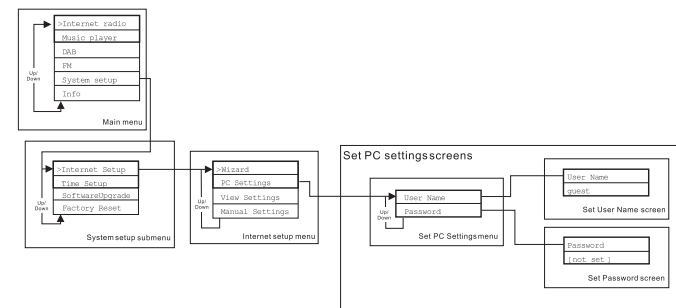 >Internet radio
Music player
DAB
FM
System setup
Info
Up/
Down
Main menu
>Internet Setup
Time Setup
SoftwareUpgrade
Factory Reset
Up/
Down
System setup submenu
>Wizard
PC Settings
View Settings
Manual Settings
Up/
Down
Internet setup menu
Set PC settingsscreens
User Name
Password
Up/
Down
Set PC Settingsmenu
User Name
guest
Set User Name screen
Password
[not set ]
Set Password screen